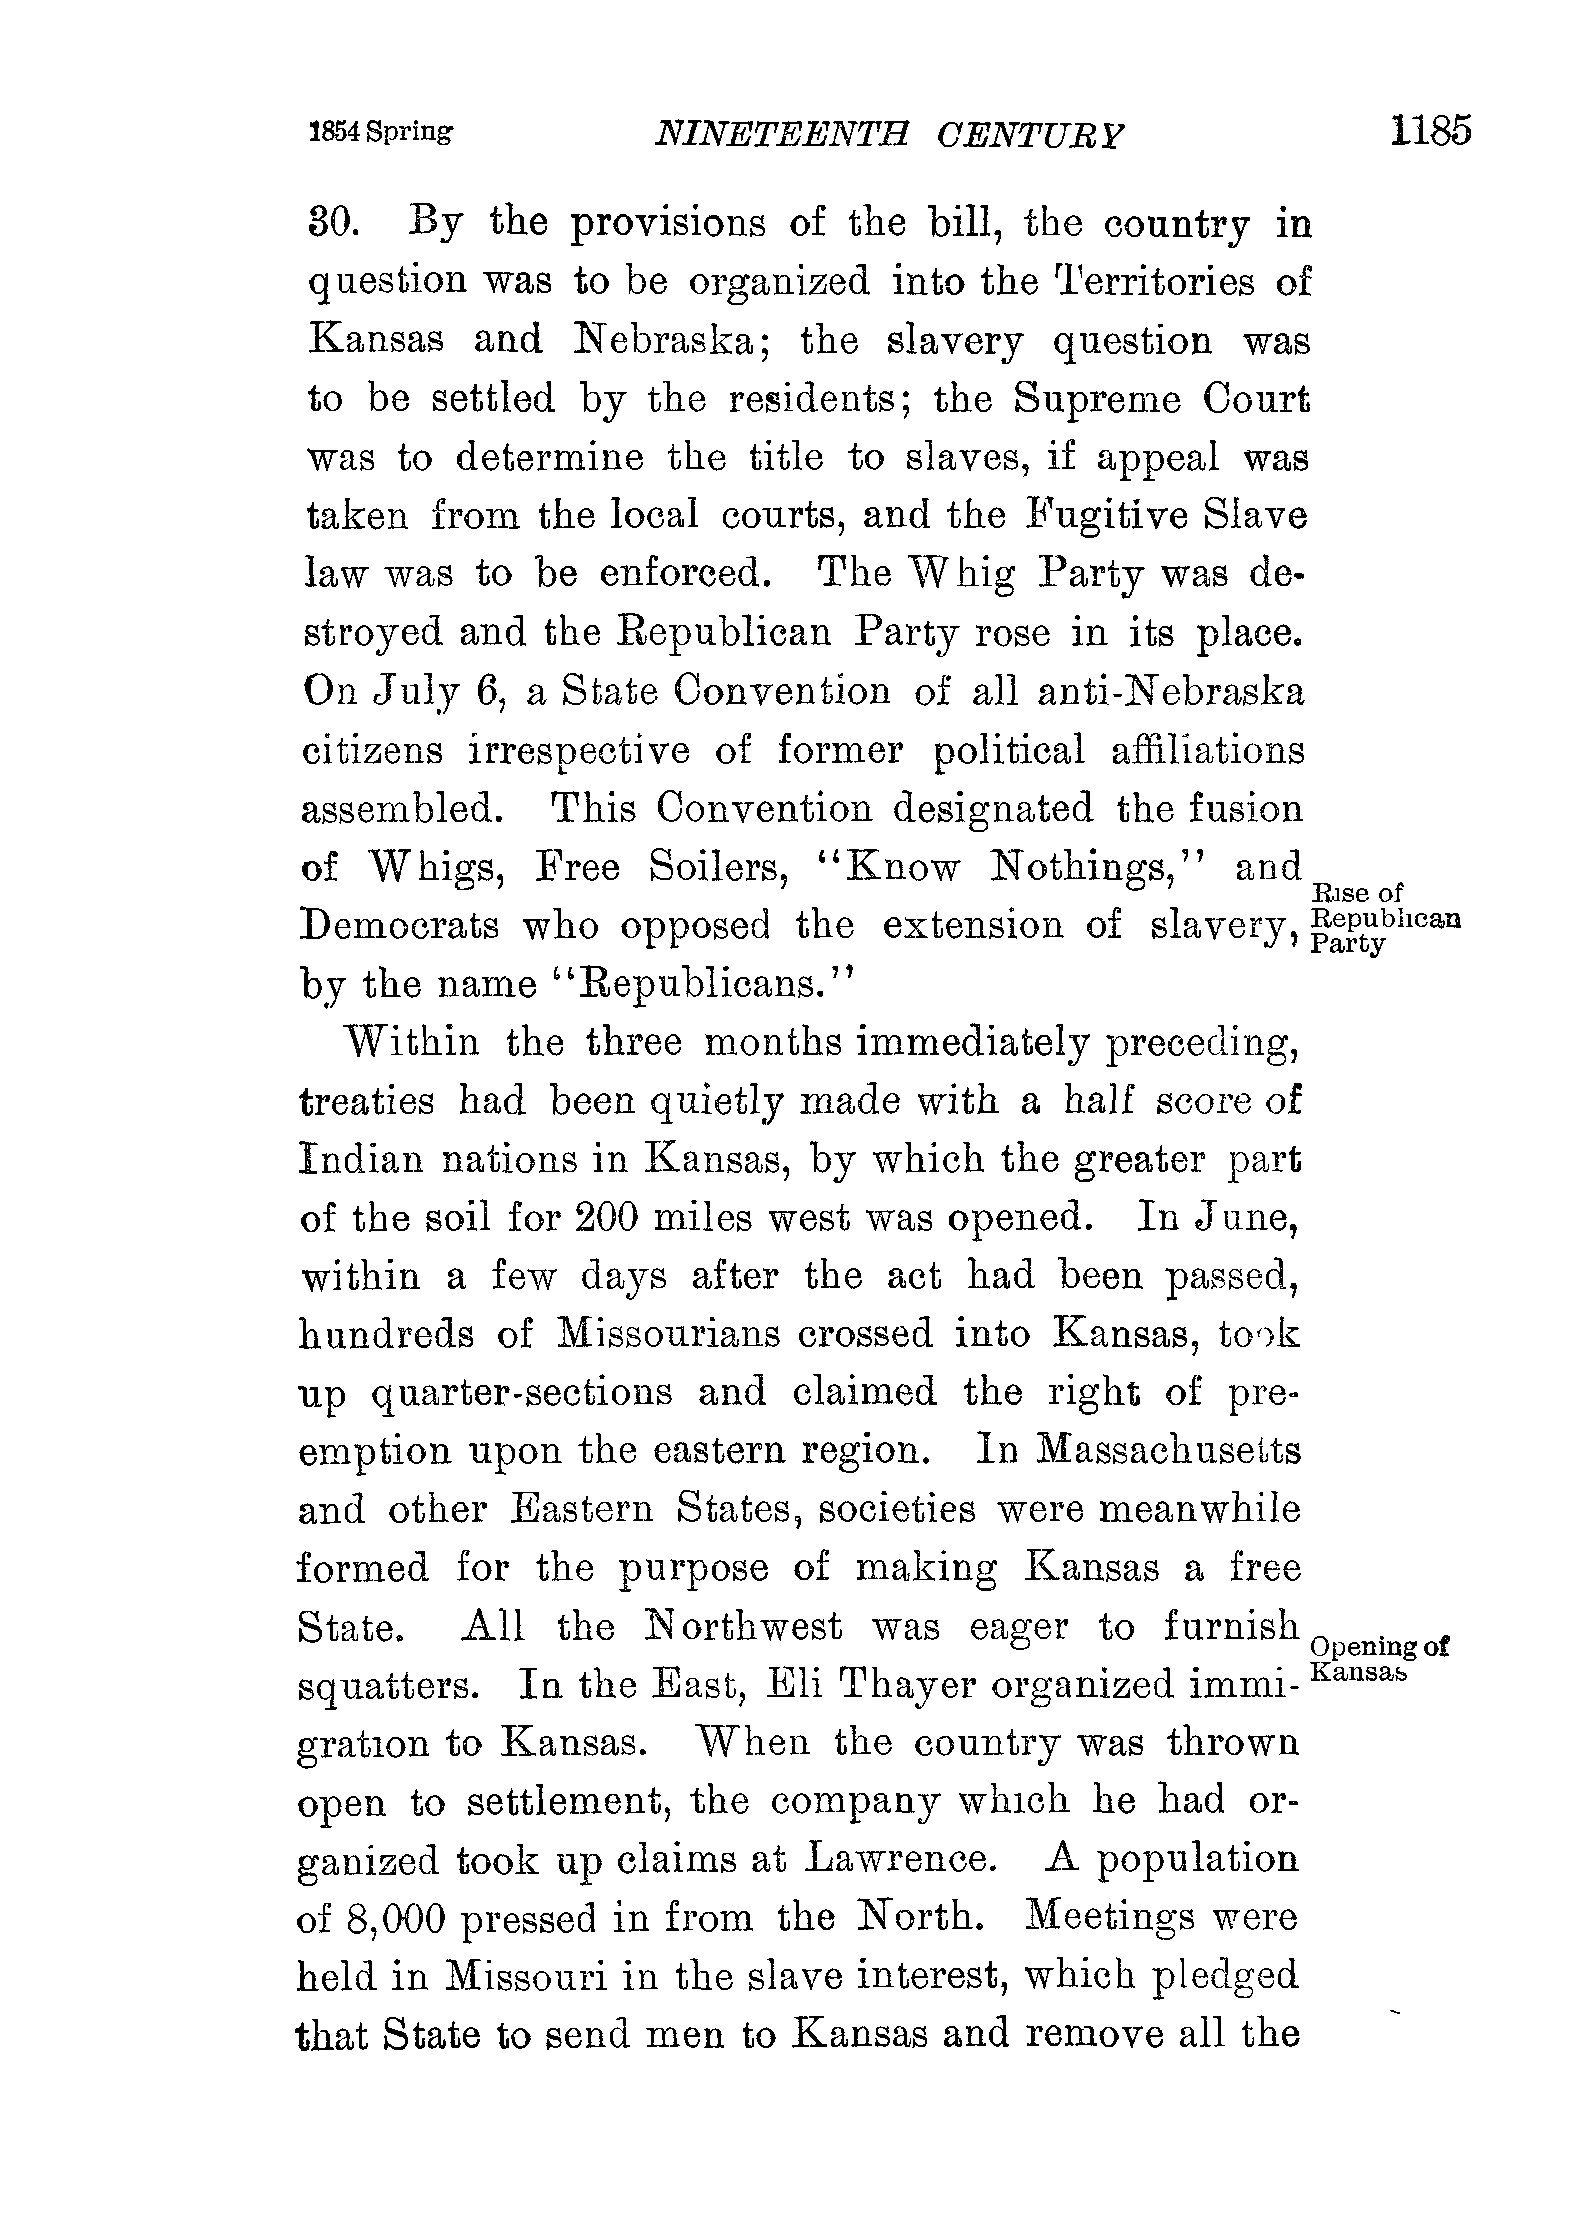 1854 Spring NINETEENTH CENTURY 1185
30. By the provisions of the bill, the country in
question was to be organized into the Territories of
Kansas and Nebraska; the slavery question was
to be settled by the residents; the Supreme Court
was to determine the title to slaves, if appeal was
taken from the local courts, and the Fugitive Slave
law was to be enforced. The Whig Party was de-
stroyed and the Republican Party rose in its place.
On July 6, a State Convention of all anti-Nebraska
citizens irrespective of former political affiliations
assembled. This Convention designated the fusion
of Whigs, Free Soilers, "Know Nothings," and
Democrats who opposed the extension of slavery,
by the name "Republicans."
Rise of
Republican
Party
Within the three months immediately preceding,
treaties had been quietly made with a half score of
Indian nations in Kansas, by which the greater part
of the soil for 200 miles west was opened. In June,
within a few days after the act had been passed,
hundreds of Missourians crossed into Kansas, took
up quarter-sections and claimed the right of pre-
emption upon the eastern region. In Massachusetts
and other Eastern States, societies were meanwhile
formed for the purpose of making Kansas a free
State. All the Northwest was eager to furnish
squatters. In the East, Eli Thayer organized immi-
gration to Kansas. When the country was thrown
open to settlement, the company which he had or-
ganized took up claims at Lawrence. A population
of 8,000 pressed in from the North. Meetings were
held in Missouri in the slave interest, which pledged
that State to send men to Kansas and remove all the
Opening of
Kansas